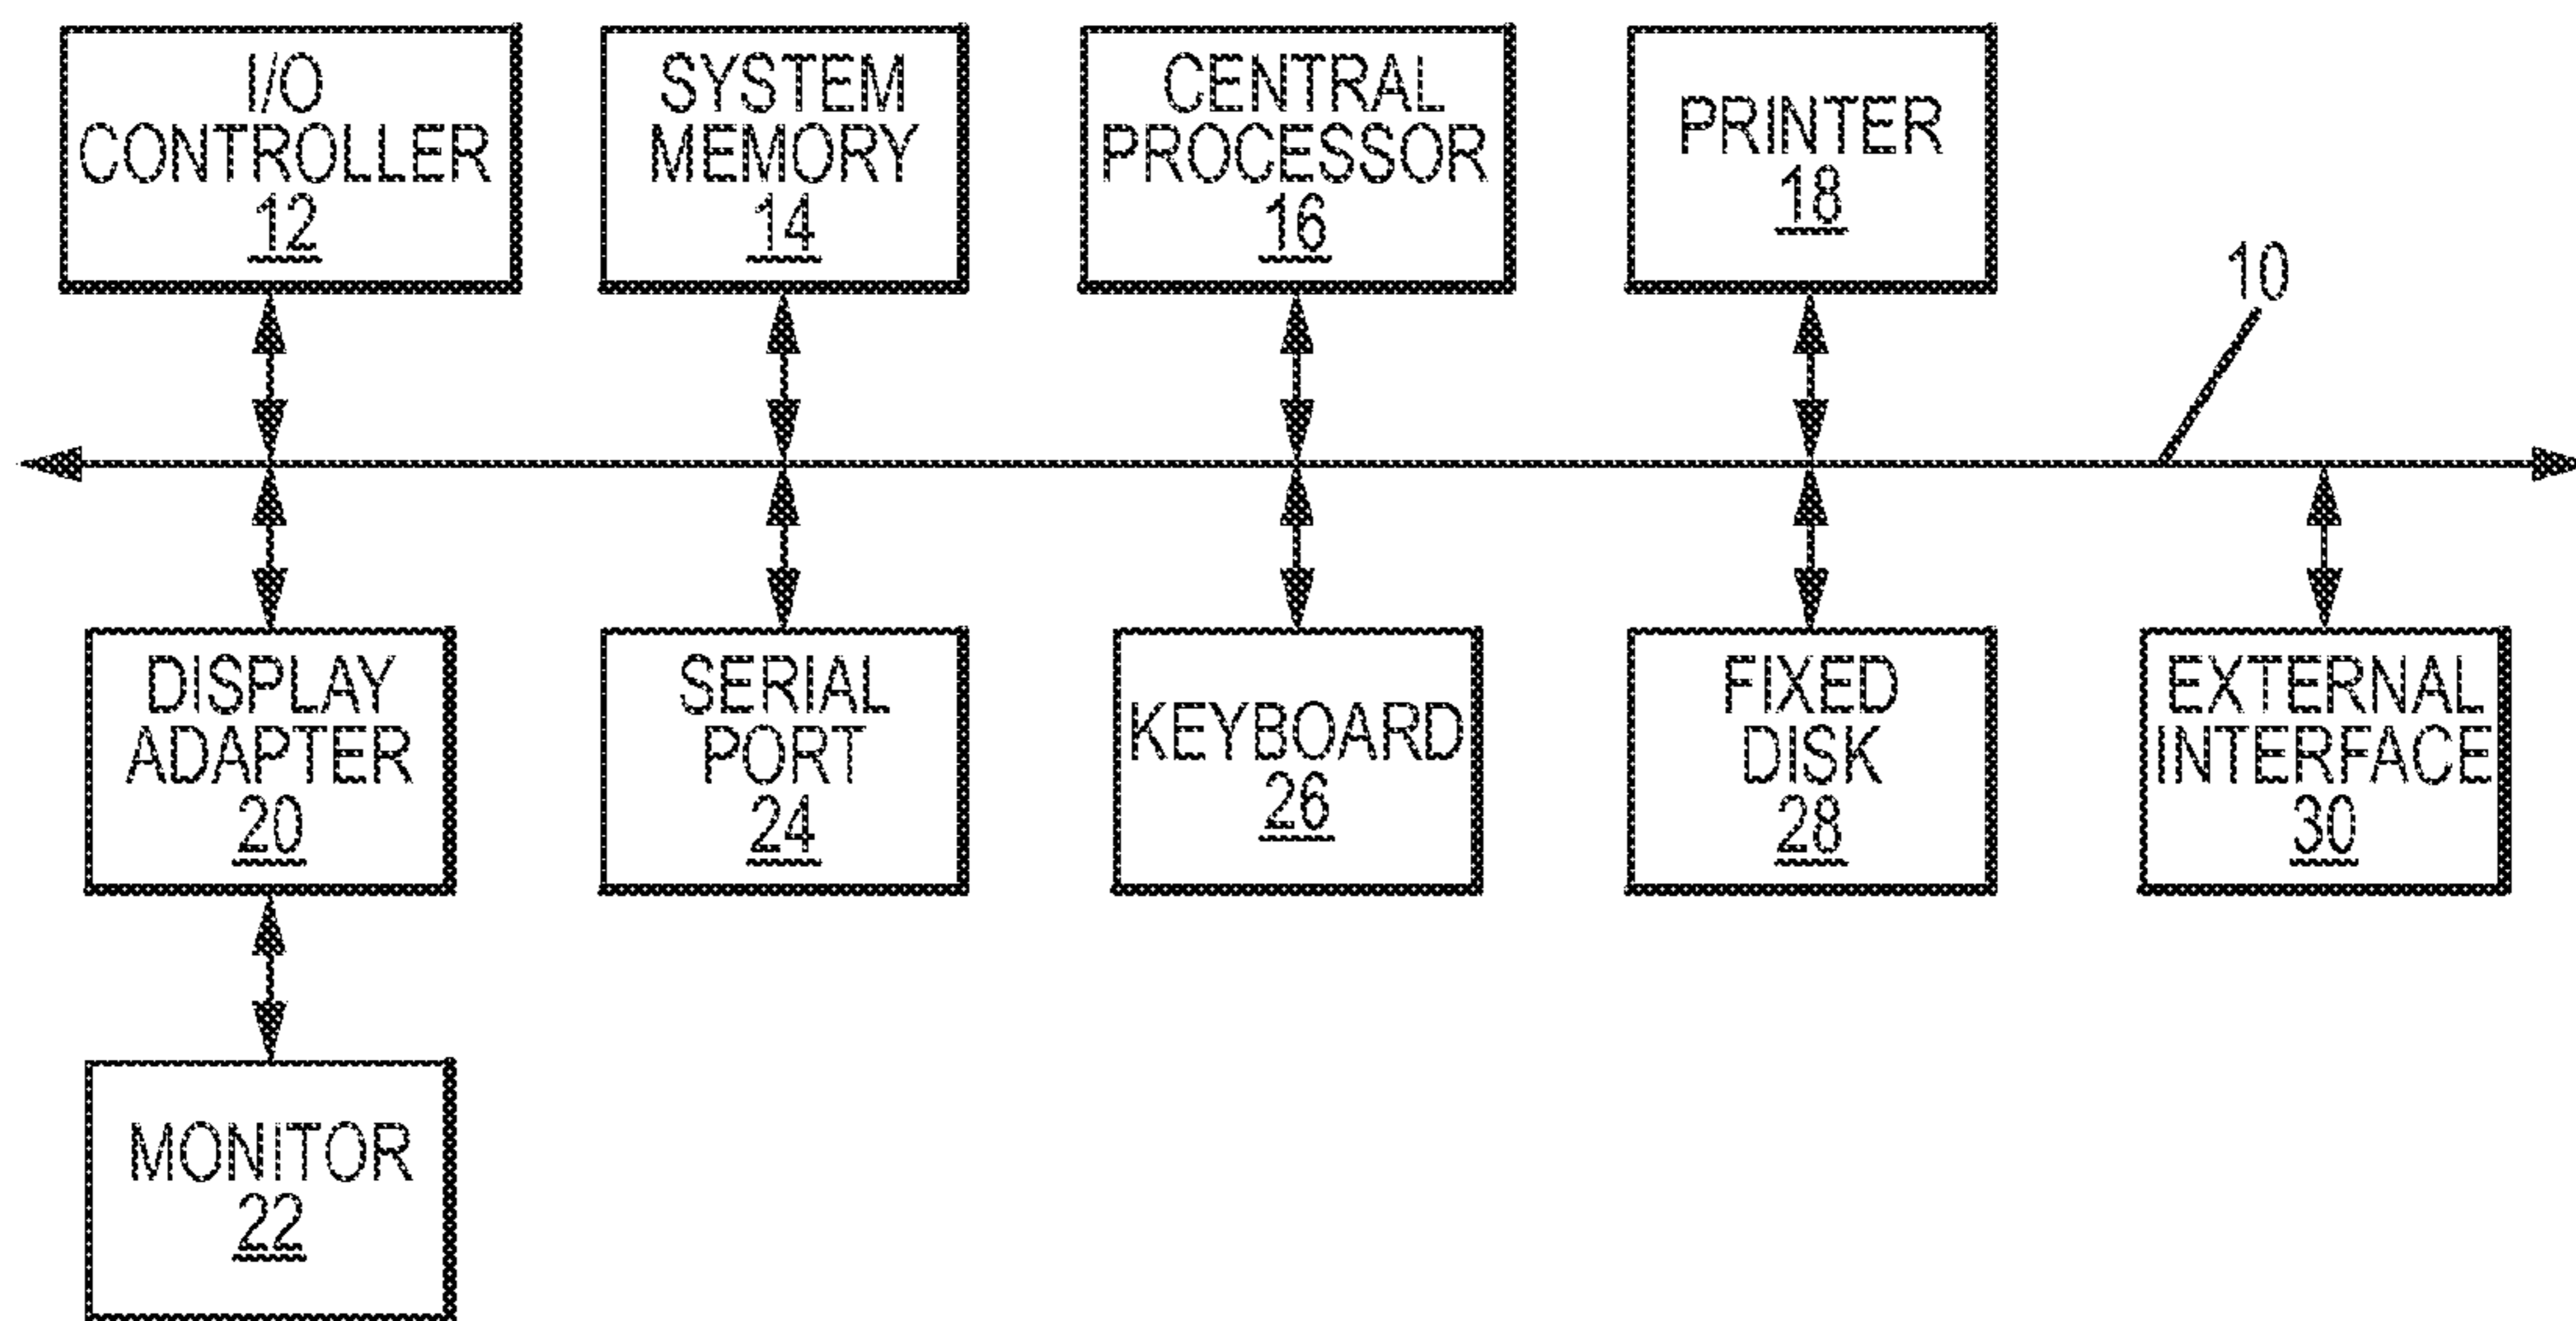 I/O
CONTROLLER
12
SYSTEM
MEMORY
14
CENTRAL
PROCESSOR
16
PRINTER
18
10
DISPLAY
ADAPTER
20
SERIAL
PORT
24
KEYBOARD
26
FIXED
DISK
28
EXTERNAL
INTERFACE
30
MONITOR
22